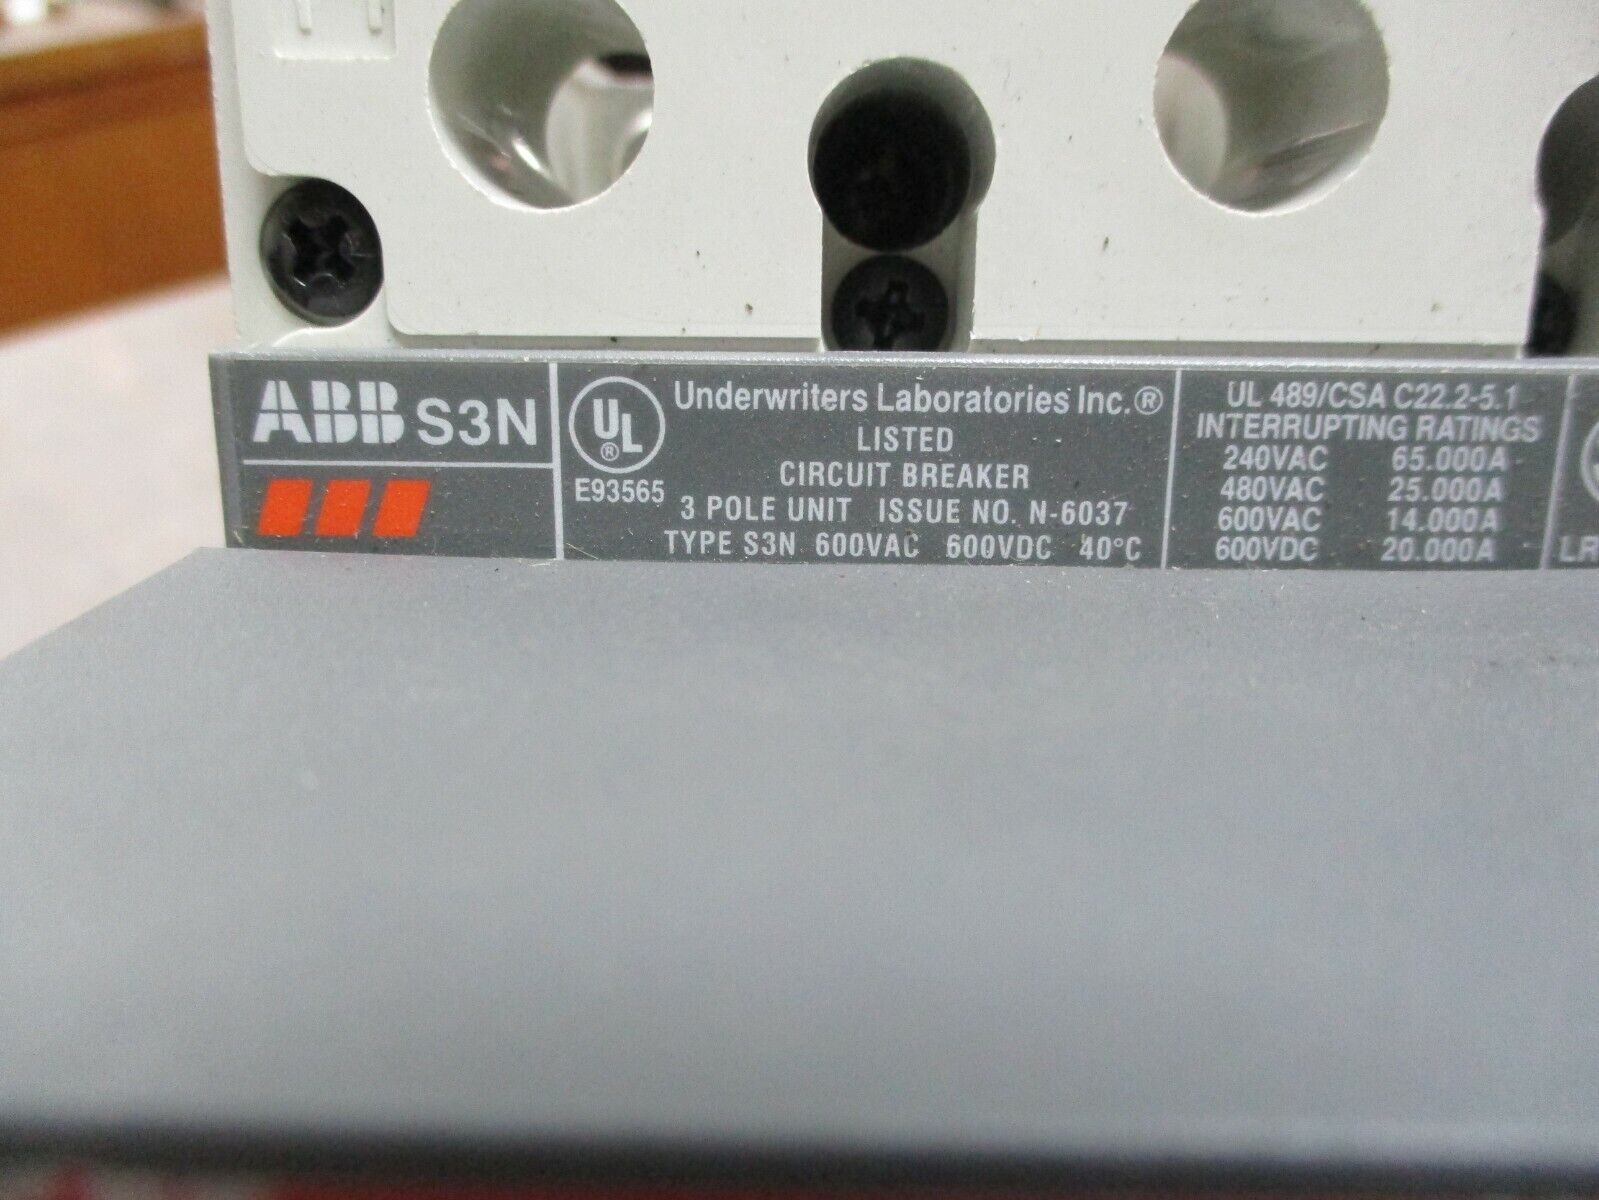 ABB S3N
UL
®
E93565
Underwriters Laboratories Inc.®
LISTED
CIRCUIT BREAKER
3 POLE UNIT ISSUE NO. N-6037
TYPE S3N 600VAC 600VDC 40°C
UL 489/CSA C22.2-5.1
INTERRUPTING RATINGS
240VAC 65.000A
480VAC 25.000A
600VAC 14.000A
600VDC 20.000A
LR